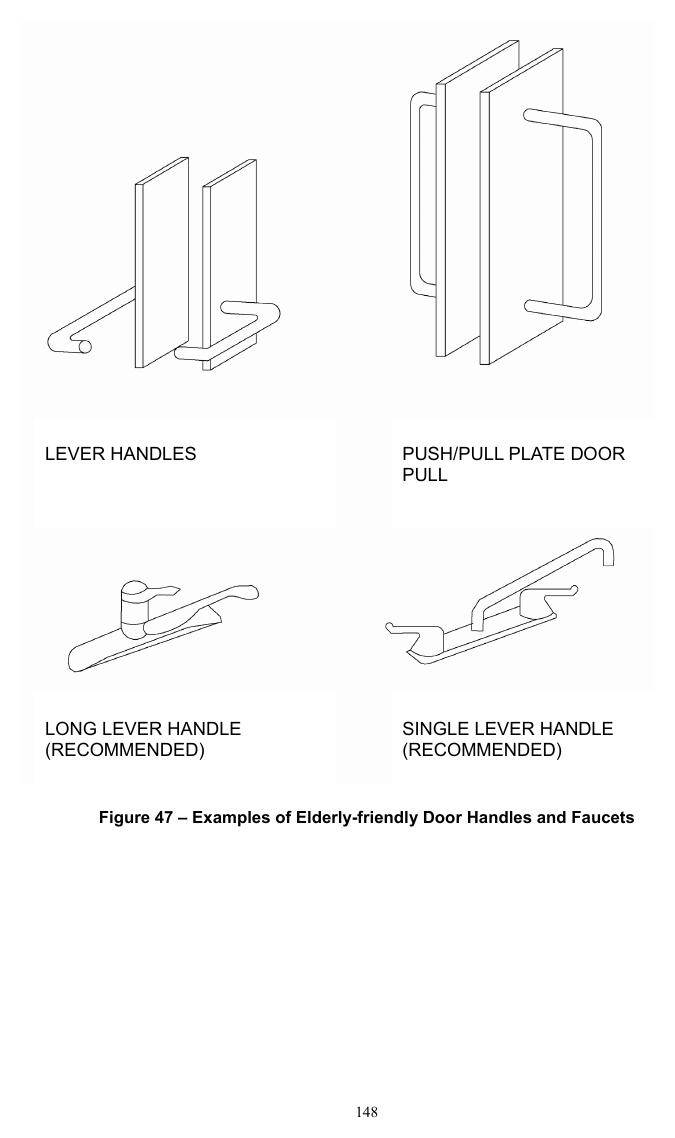 LEVER HANDLES
PUSH/PULL PLATE DOOR
PULL
LONG LEVER HANDLE
(RECOMMENDED)
SINGLE LEVER HANDLE
(RECOMMENDED)
Figure 47 – Examples of Elderly-friendly Door Handles and Faucets
148